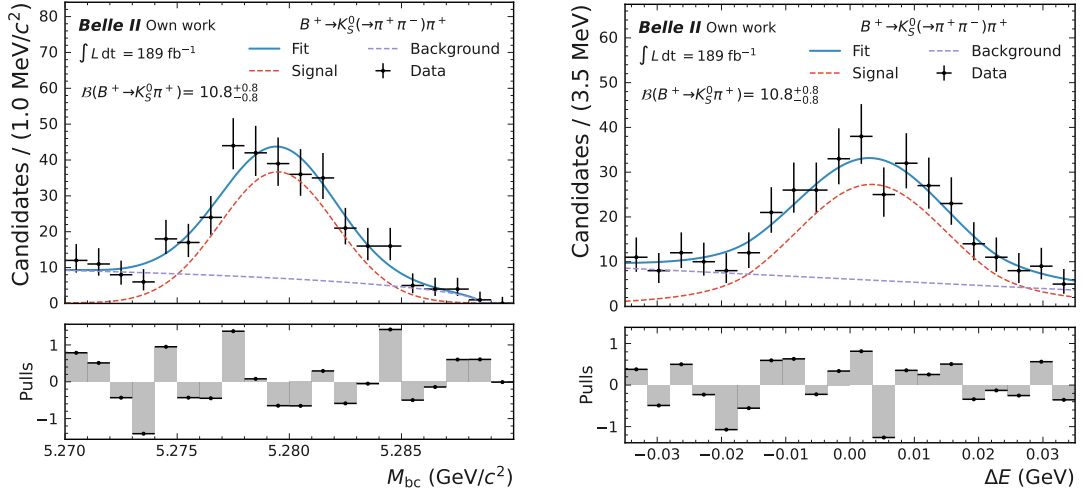 Belle II Own work
B⁺→K⁰_S(→π⁺π⁻)π⁺
∫L dt = 189 fb⁻¹
Fit
Background
Signal
Data
ℬ(B⁺→K⁰_Sπ⁺) = 10.8⁺⁰·⁸₋₀.₈
Candidates / (1.0 MeV/c²)
80
70
60
50
40
30
20
10
0
Pulls
1
0
−1
5.270
5.275
5.280
5.285
M_bc (GeV/c²)
Belle II Own work
B⁺→K⁰_S(→π⁺π⁻)π⁺
∫L dt = 189 fb⁻¹
Fit
Background
Signal
Data
ℬ(B⁺→K⁰_Sπ⁺) = 10.8⁺⁰·⁸₋₀.₈
Candidates / (3.5 MeV)
60
50
40
30
20
10
0
Pulls
1
0
−1
−0.03
−0.02
−0.01
0.00
0.01
0.02
0.03
ΔE (GeV)